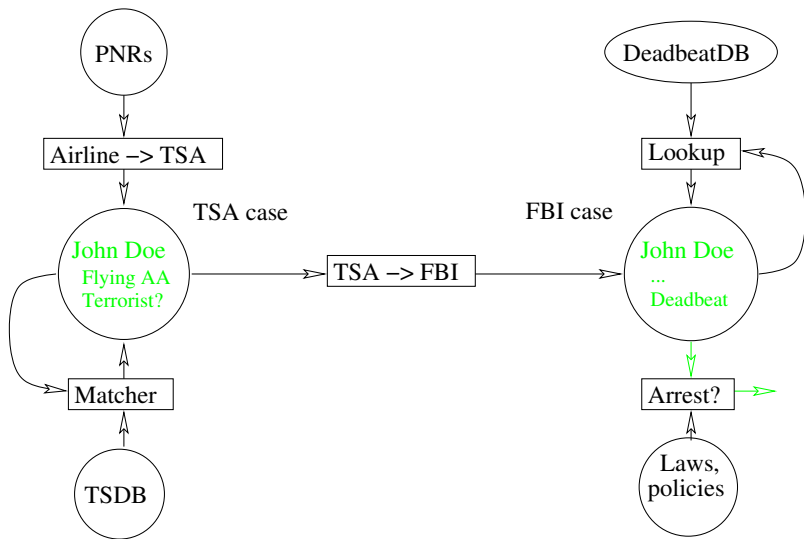 PNRs
DeadbeatDB
Airline −> TSA
Lookup
TSA case
FBI case
John Doe
Flying AA
Terrorist?
TSA −> FBI
John Doe
...
Deadbeat
Matcher
Arrest?
TSDB
Laws,
policies